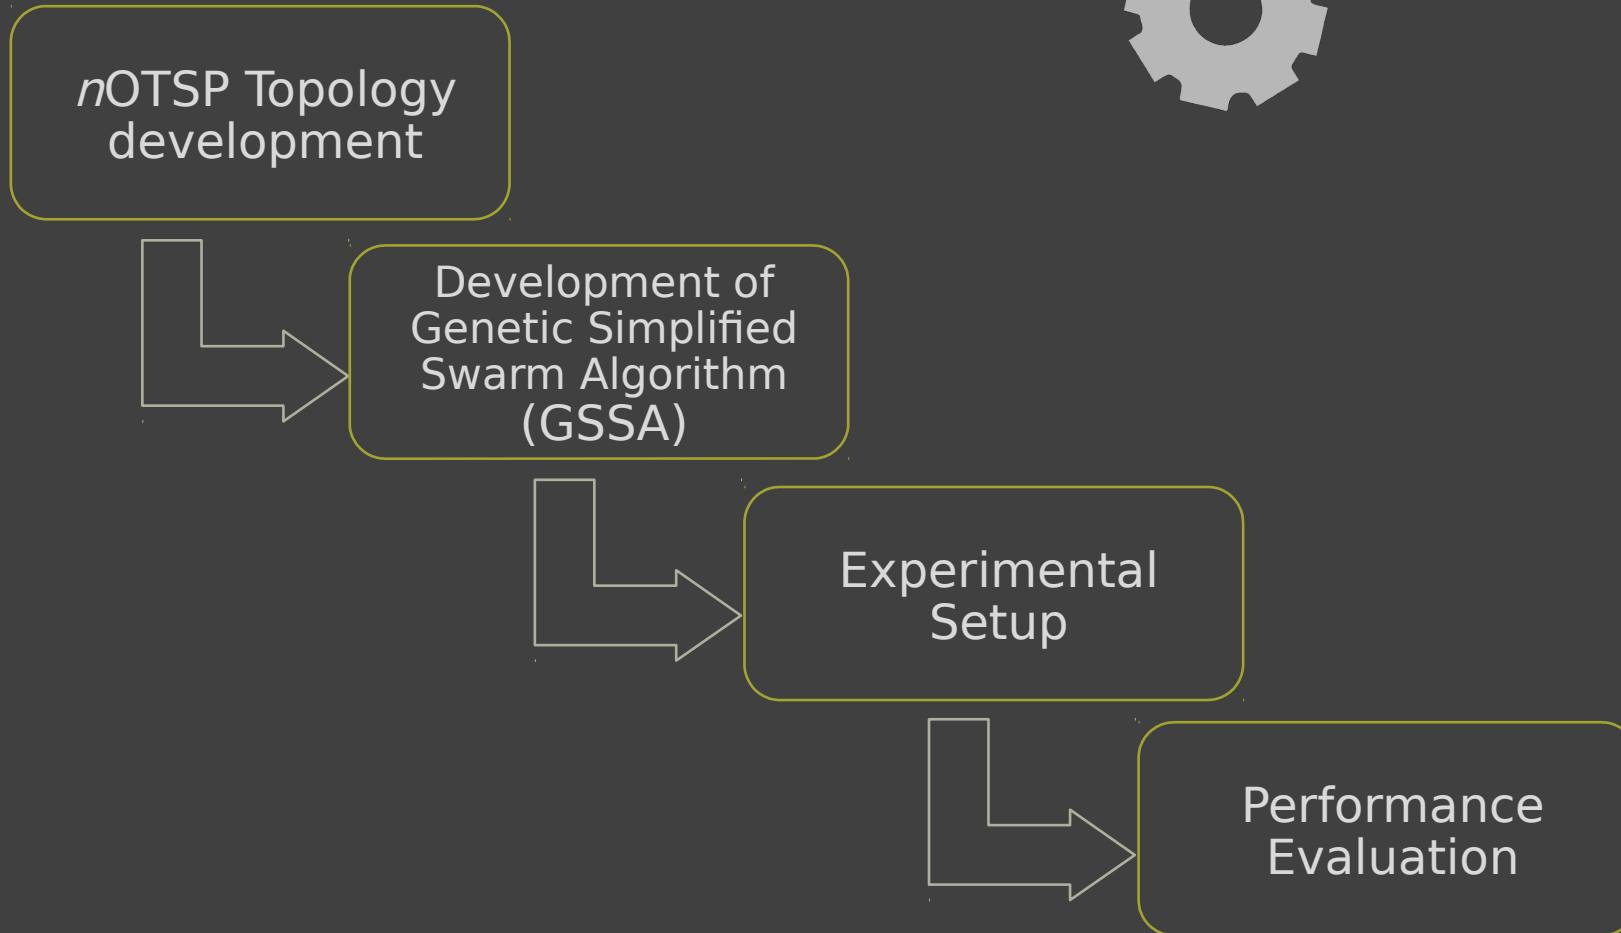 nOTSP Topology
development
Development of
Genetic Simplified
Swarm Algorithm
(GSSA)
Experimental
Setup
Performance
Evaluation